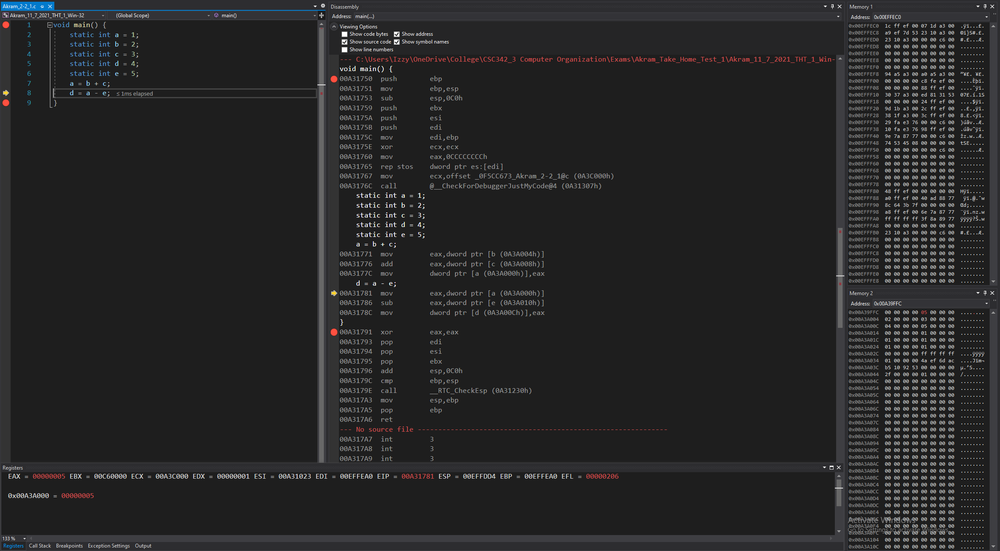 Akram_2-2_1.c
Akram_11_7_2021_THT_1_Win-32 (Global Scope) main()
1 void main() {
2 static int a = 1;
3 static int b = 2;
4 static int c = 3;
5 static int d = 4;
6 static int e = 5;
7 a = b + c;
8 d = a - e; ≤ 1ms elapsed
9 }
Disassembly
Address: main(...)
Viewing Options
Show code bytes Show address
Show source code Show symbol names
Show line numbers
--- C:\Users\Izzy\OneDrive\College\CSC342_3 Computer Organization\Exams\Akram_Take_Home_Test_1\Akram_11_7_2021_THT_1_Win-
void main() {
00A31750 push ebp
00A31751 mov ebp,esp
00A31753 sub esp,0C0h
00A31759 push ebx
00A3175A push esi
00A3175B push edi
00A3175C mov edi,ebp
00A3175E xor ecx,ecx
00A31760 mov eax,0CCCCCCCCh
00A31765 rep stos dword ptr es:[edi]
00A31767 mov ecx,offset _0F5CC673_Akram_2-2_1@c (0A3C000h)
00A3176C call @__CheckForDebuggerJustMyCode@4 (0A31307h)
static int a = 1;
static int b = 2;
static int c = 3;
static int d = 4;
static int e = 5;
a = b + c;
00A31771 mov eax,dword ptr [b (0A3A004h)]
00A31776 add eax,dword ptr [c (0A3A008h)]
00A3177C mov dword ptr [a (0A3A000h)],eax
d = a - e;
00A31781 mov eax,dword ptr [a (0A3A000h)]
00A31786 sub eax,dword ptr [e (0A3A010h)]
00A3178C mov dword ptr [d (0A3A00Ch)],eax
}
00A31791 xor eax,eax
00A31793 pop edi
00A31794 pop esi
00A31795 pop ebx
00A31796 add esp,0C0h
00A3179C cmp ebp,esp
00A3179E call __RTC_CheckEsp (0A31230h)
00A317A3 mov esp,ebp
00A317A5 pop ebp
00A317A6 ret
--- No source file -------------------------------------------------------------
00A317A7 int 3
00A317A8 int 3
00A317A9 int 3
Memory 1
Address: 0x00EFFEC0
0x00EFFEC0 1c ff ef 00 07 1d a3 00 .ÿï...£.
0x00EFFEC8 a9 ef 7d 53 23 10 a3 00 ©ï}S#.£.
0x00EFFED0 23 10 a3 00 00 00 c6 00 #.£...Æ.
0x00EFFED8 00 00 00 00 00 00 00 00 ........
0x00EFFEE0 00 00 00 00 00 00 00 00 ........
0x00EFFEE8 00 00 00 00 00 00 00 00 ........
0x00EFFEF0 00 00 00 00 00 00 00 00 ........
0x00EFFEF8 94 a5 a3 00 a0 a5 a3 00 ”¥£. ¥£.
0x00EFFF00 00 00 00 00 c8 fe ef 00 ....Èþï.
0x00EFFF08 00 00 00 00 88 ff ef 00 ....ˆÿï.
0x00EFFF10 30 37 a3 00 ed 81 31 53 07£.í.1S
0x00EFFF18 00 00 00 00 24 ff ef 00 ....$ÿï.
0x00EFFF20 9d 1b a3 00 2c ff ef 00 ..£.,ÿï.
0x00EFFF28 38 1f a3 00 3c ff ef 00 8.£.<ÿï.
0x00EFFF30 29 fa e3 76 00 00 c6 00 )úãv..Æ.
0x00EFFF38 10 fa e3 76 98 ff ef 00 .úãv˜ÿï.
0x00EFFF40 9e 7a 87 77 00 00 c6 00 žz.w..Æ.
0x00EFFF48 74 53 45 08 00 00 00 00 tSE.....
0x00EFFF50 00 00 00 00 00 00 c6 00 ......Æ.
0x00EFFF58 00 00 00 00 00 00 00 00 ........
0x00EFFF60 00 00 00 00 00 00 00 00 ........
0x00EFFF68 00 00 00 00 00 00 00 00 ........
0x00EFFF70 00 00 00 00 00 00 00 00 ........
0x00EFFF78 00 00 00 00 00 00 00 00 ........
0x00EFFF80 48 ff ef 00 00 00 00 00 Hÿï.....
0x00EFFF88 a0 ff ef 00 40 ad 88 77 ÿï.@.ˆw
0x00EFFF90 8c 64 3b 7f 00 00 00 00 Œd;.....
0x00EFFF98 a8 ff ef 00 6e 7a 87 77 ¨ÿï.nz.w
0x00EFFFA0 ff ff ff ff 3f 8a 89 77 ÿÿÿÿ?Š.w
0x00EFFFA8 00 00 00 00 00 00 00 00 ........
0x00EFFFB0 23 10 a3 00 00 00 c6 00 #.£...Æ.
0x00EFFFB8 00 00 00 00 00 00 00 00 ........
0x00EFFFC0 00 00 00 00 00 00 00 00 ........
0x00EFFFC8 00 00 00 00 00 00 00 00 ........
0x00EFFFD0 00 00 00 00 00 00 00 00 ........
0x00EFFFD8 00 00 00 00 00 00 00 00 ........
0x00EFFFE0 00 00 00 00 00 00 00 00 ........
0x00EFFFE8 00 00 00 00 00 00 00 00 ........
Memory 2
Address: 0x00A39FFC
0x00A39FFC 00 00 00 00 05 00 00 00 ........
0x00A3A004 02 00 00 00 03 00 00 00 ........
0x00A3A00C 04 00 00 00 05 00 00 00 ........
0x00A3A014 00 00 00 00 01 00 00 00 ........
0x00A3A01C 01 00 00 00 01 00 00 00 ........
0x00A3A024 01 00 00 00 01 00 00 00 ........
0x00A3A02C 00 00 00 00 ff ff ff ff ....ÿÿÿÿ
0x00A3A034 01 00 00 00 4a ef 6d ac ....Jïm¬
0x00A3A03C b5 10 92 53 00 00 00 00 µ.’S....
0x00A3A044 2f 00 00 00 01 00 00 00 /.......
0x00A3A04C 00 00 00 00 00 00 00 00 ........
0x00A3A054 00 00 00 00 00 00 00 00 ........
0x00A3A05C 00 00 00 00 00 00 00 00 ........
0x00A3A064 00 00 00 00 00 00 00 00 ........
0x00A3A06C 00 00 00 00 00 00 00 00 ........
0x00A3A074 00 00 00 00 00 00 00 00 ........
0x00A3A07C 00 00 00 00 00 00 00 00 ........
0x00A3A084 00 00 00 00 00 00 00 00 ........
0x00A3A08C 00 00 00 00 00 00 00 00 ........
0x00A3A094 00 00 00 00 00 00 00 00 ........
0x00A3A09C 00 00 00 00 00 00 00 00 ........
0x00A3A0A4 00 00 00 00 00 00 00 00 ........
0x00A3A0AC 00 00 00 00 00 00 00 00 ........
0x00A3A0B4 00 00 00 00 00 00 00 00 ........
0x00A3A0BC 00 00 00 00 00 00 00 00 ........
0x00A3A0C4 00 00 00 00 00 00 00 00 ........
0x00A3A0CC 00 00 00 00 00 00 00 00 ........
0x00A3A0D4 00 00 00 00 00 00 00 00 ........
0x00A3A0DC 00 00 00 00 00 00 00 00 ........
0x00A3A0E4 00 00 00 00 00 00 00 00 ........
0x00A3A0EC 00 00 00 00 00 00 00 00 ........
0x00A3A0F4 00 00 00 00 00 00 00 00 ........
0x00A3A0FC 00 00 00 00 00 00 00 00 ........
0x00A3A104 00 00 00 00 00 00 00 00 ........
0x00A3A10C 00 00 00 00 00 00 00 00 ........
Activate Windows
Go to Settings to activate Windows.
Registers
EAX = 00000005 EBX = 00C60000 ECX = 00A3C000 EDX = 00000001 ESI = 00A31023 EDI = 00EFFEA0 EIP = 00A31781 ESP = 00EFFDD4 EBP = 00EFFEA0 EFL = 00000206
0x00A3A000 = 00000005
133 %
Registers Call Stack Breakpoints Exception Settings Output